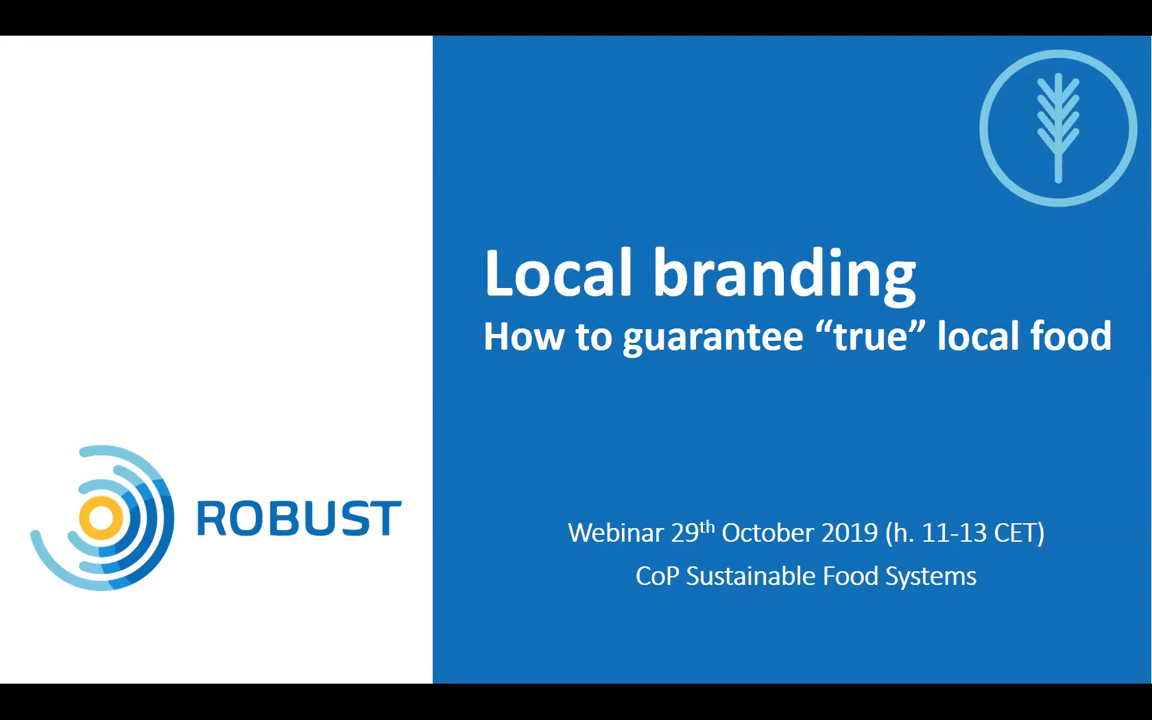 Local branding
How to guarantee “true” local food
ROBUST
Webinar 29th October 2019 (h. 11-13 CET)
CoP Sustainable Food Systems